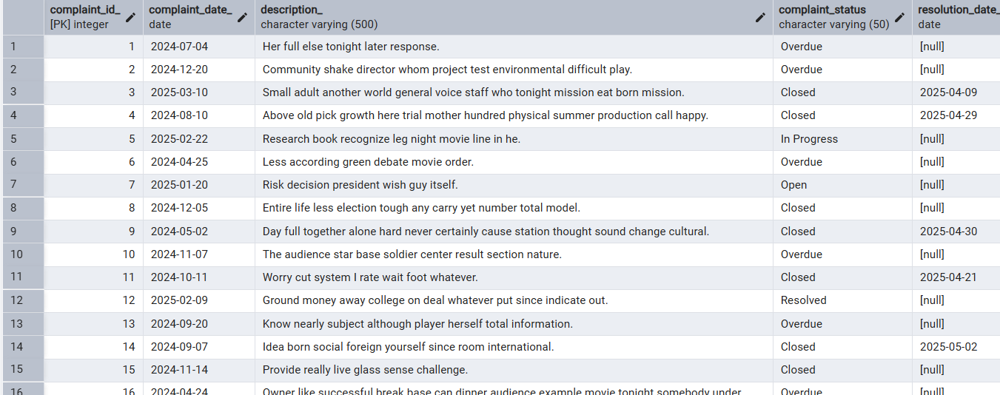 complaint_id_ complaint_date_ description_ complaint_status resolution_date_
[PK] integer date character varying (500) character varying (50) date
1 1 2024-07-04 Her full else tonight later response. Overdue [null]
2 2 2024-12-20 Community shake director whom project test environmental difficult play. Overdue [null]
3 3 2025-03-10 Small adult another world general voice staff who tonight mission eat born mission. Closed 2025-04-09
4 4 2024-08-10 Above old pick growth here trial mother hundred physical summer production call happy. Closed 2025-04-29
5 5 2025-02-22 Research book recognize leg night movie line in he. In Progress [null]
6 6 2024-04-25 Less according green debate movie order. Overdue [null]
7 7 2025-01-20 Risk decision president wish guy itself. Open [null]
8 8 2024-12-05 Entire life less election tough any carry yet number total model. Closed [null]
9 9 2024-05-02 Day full together alone hard never certainly cause station thought sound change cultural. Closed 2025-04-30
10 10 2024-11-07 The audience star base soldier center result section nature. Overdue [null]
11 11 2024-10-11 Worry cut system I rate wait foot whatever. Closed 2025-04-21
12 12 2025-02-09 Ground money away college on deal whatever put since indicate out. Resolved [null]
13 13 2024-09-20 Know nearly subject although player herself total information. Overdue [null]
14 14 2024-09-07 Idea born social foreign yourself since room international. Closed 2025-05-02
15 15 2024-11-14 Provide really live glass sense challenge. Closed [null]
16 16 2024-04-24 Owner like successful break base can dinner audience example movie tonight somebody under Overdue [null]